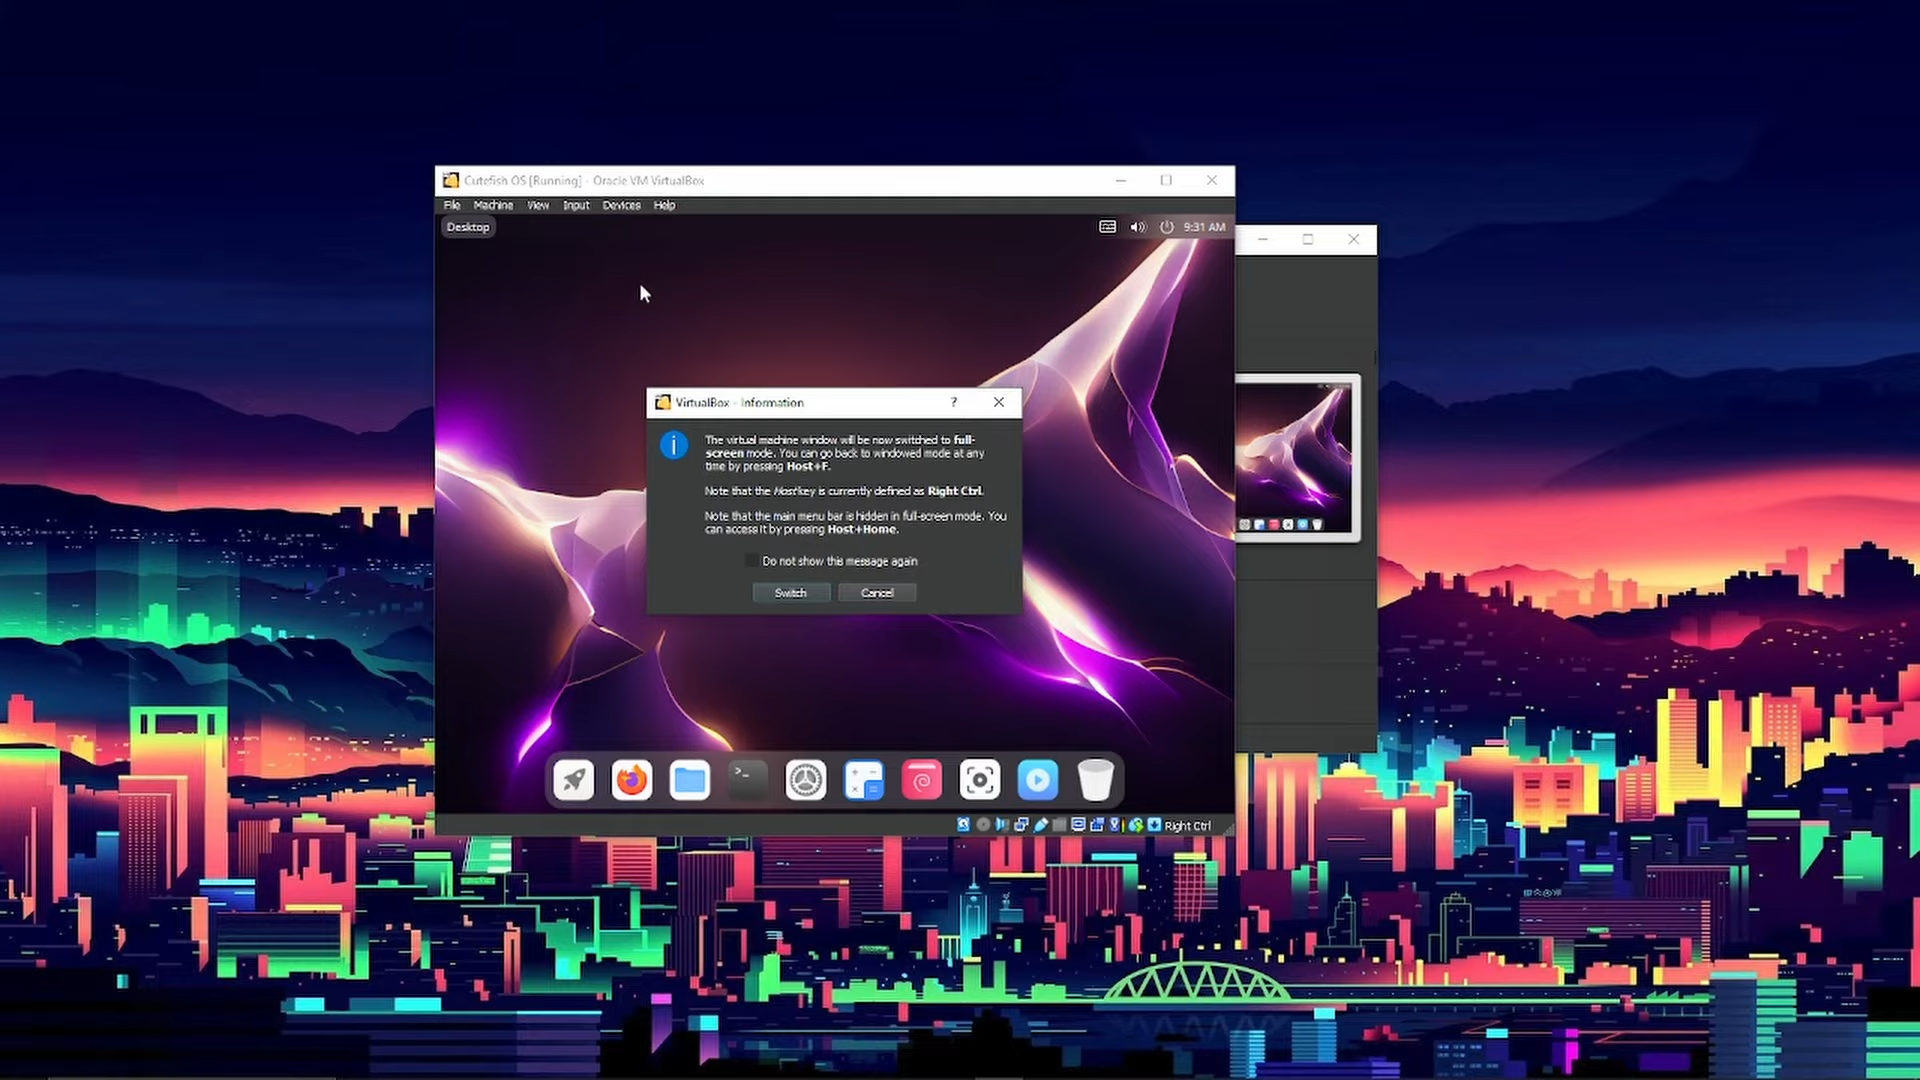 Cutefish OS [Running] - Oracle VM VirtualBox
File Machine View Input Devices Help
Desktop
9:31 AM
VirtualBox - Information
The virtual machine window will be now switched to full-
screen mode. You can go back to windowed mode at any
time by pressing Host+F.
Note that the Host key is currently defined as Right Ctrl.
Note that the main menu bar is hidden in full-screen mode. You
can access it by pressing Host+Home.
Do not show this message again
Switch Cancel
Right Ctrl